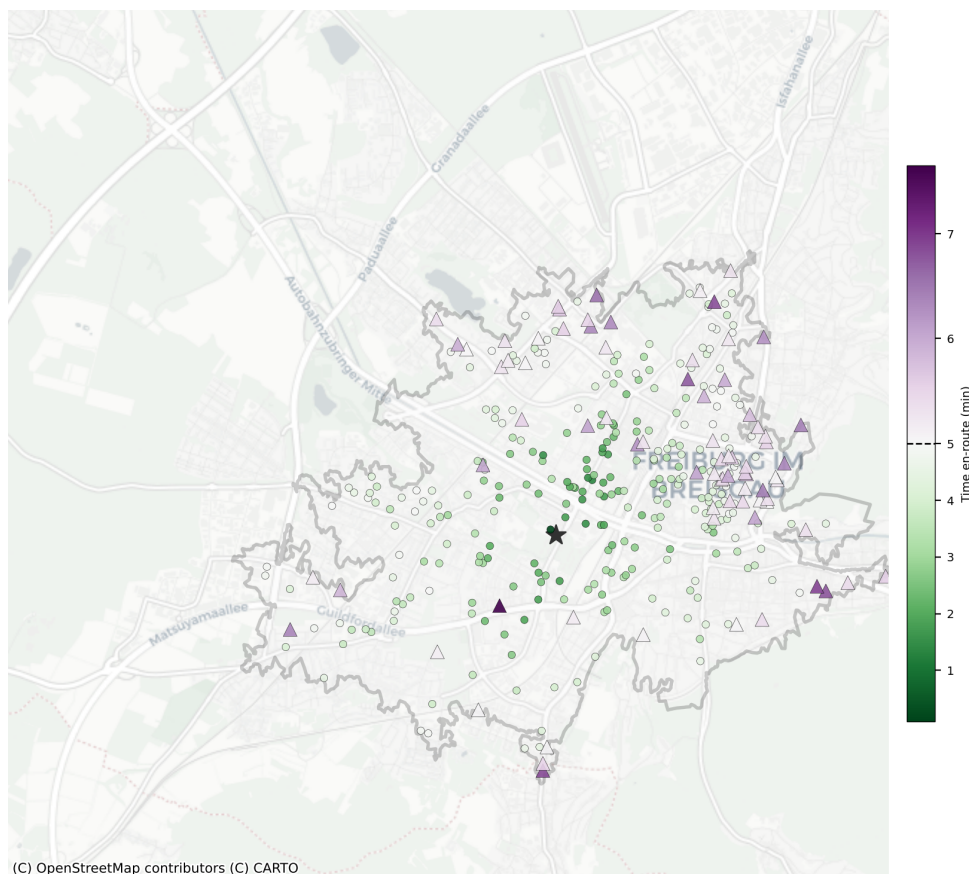 Isfahanallee
Granadaallee
Paduaallee
Autobahnzubringer Mitte
FREIBURG IM
BREISGAU
Matsuyamaallee
Guildfordallee
7
6
5
4
3
2
1
Time en-route (min)
(C) OpenStreetMap contributors (C) CARTO